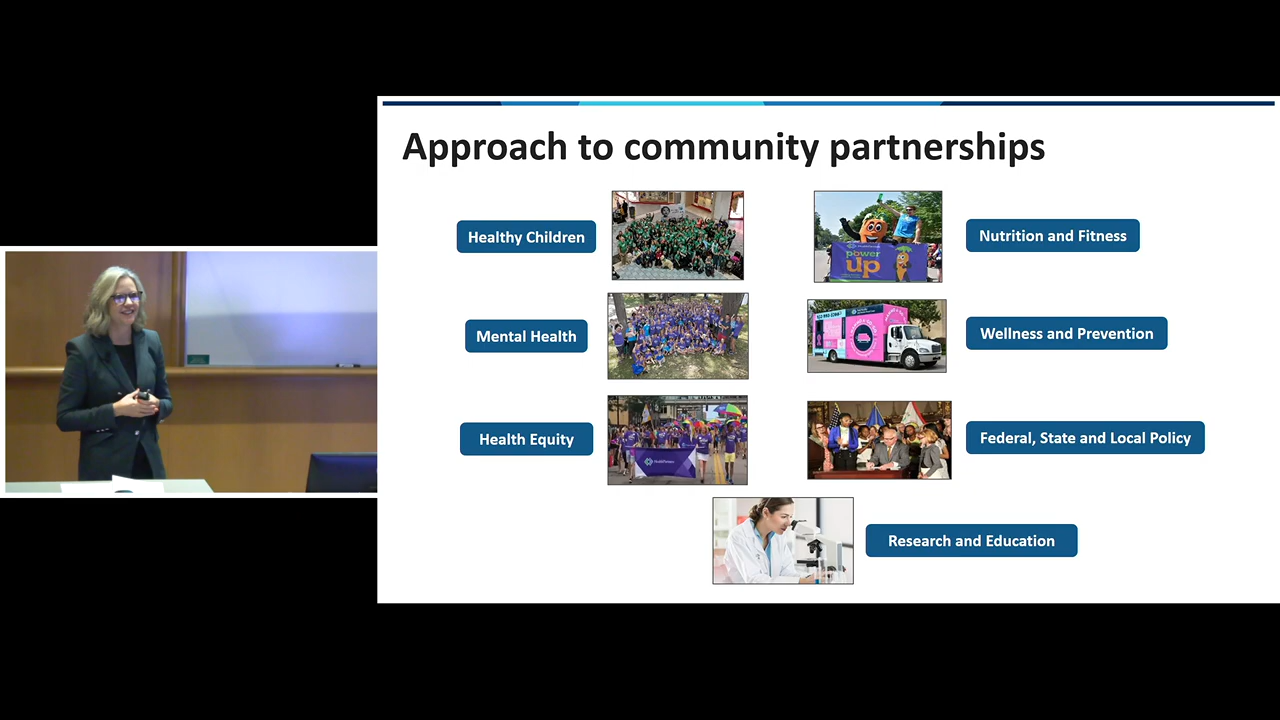 Approach to community partnerships
Healthy Children
Nutrition and Fitness
power
up
Mental Health
Wellness and Prevention
Health Equity
HealthPartners
Federal, State and Local Policy
Research and Education